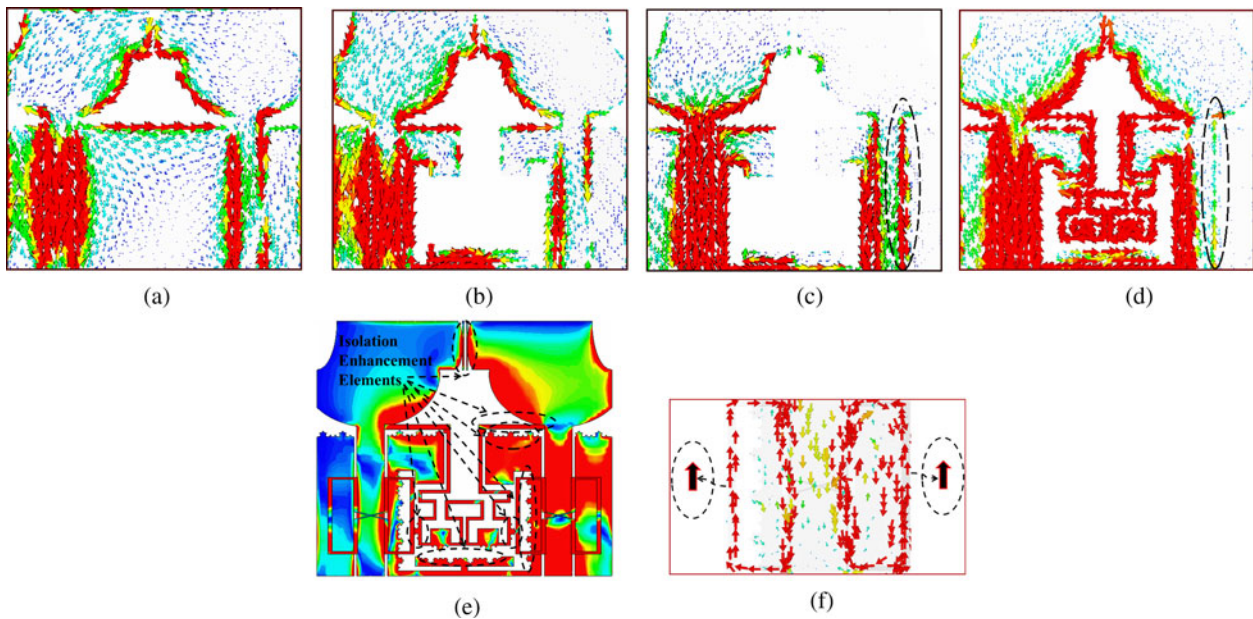 (a)
(b)
(c)
(d)
Isolation
Enhancement
Elements
(e)
(f)